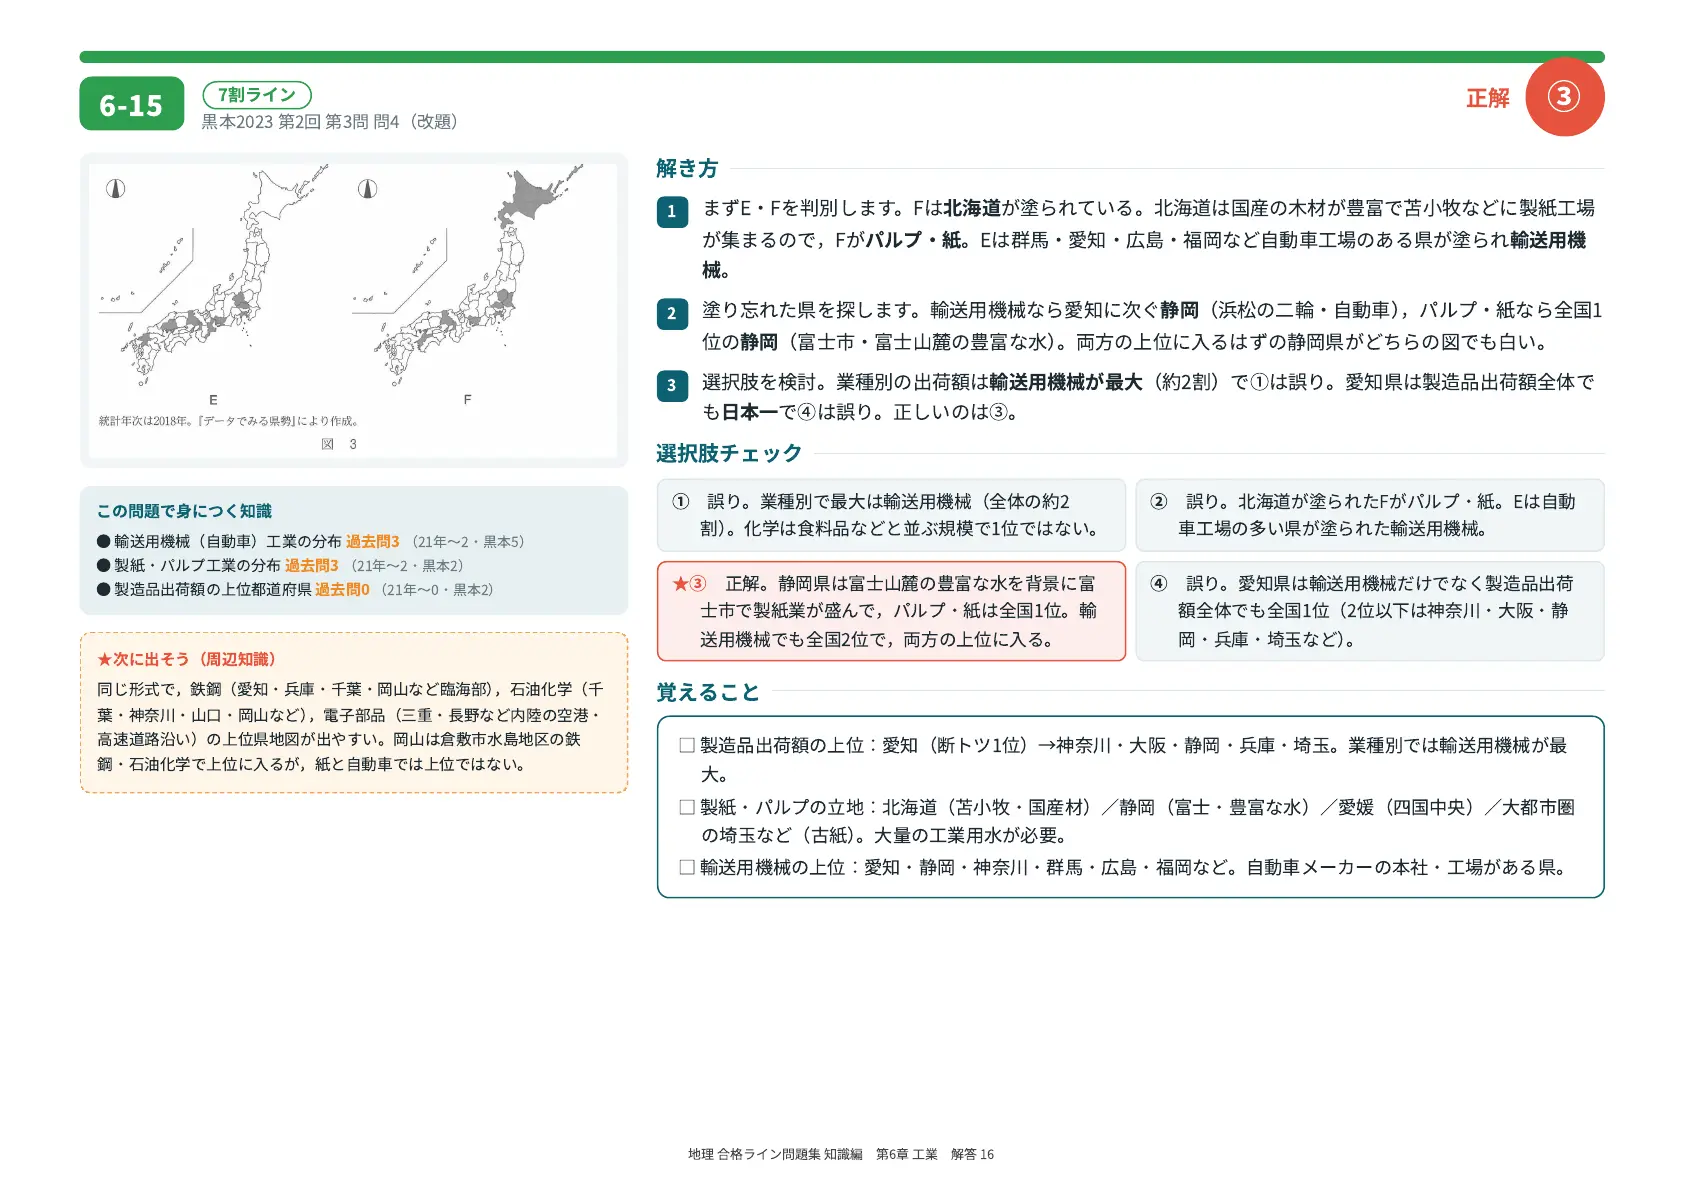 6-15
7割ライン
黒本2023 第2回 第3問 問4（改題）
正解 ③
E
F
統計年次は2018年。『データでみる県勢』により作成。
図 3
この問題で身につく知識
● 輸送用機械（自動車）工業の分布 過去問3 （21年〜2・黒本5）
● 製紙・パルプ工業の分布 過去問3 （21年〜2・黒本2）
● 製造品出荷額の上位都道府県 過去問0 （21年〜0・黒本2）
★次に出そう（周辺知識）
同じ形式で，鉄鋼（愛知・兵庫・千葉・岡山など臨海部），石油化学（千
葉・神奈川・山口・岡山など），電子部品（三重・長野など内陸の空港・
高速道路沿い）の上位県地図が出やすい。岡山は倉敷市水島地区の鉄
鋼・石油化学で上位に入るが，紙と自動車では上位ではない。
解き方
1 まずE・Fを判別します。Fは北海道が塗られている。北海道は国産の木材が豊富で苫小牧などに製紙工場
が集まるので，Fがパルプ・紙。Eは群馬・愛知・広島・福岡など自動車工場のある県が塗られ輸送用機
械。
2 塗り忘れた県を探します。輸送用機械なら愛知に次ぐ静岡（浜松の二輪・自動車），パルプ・紙なら全国1
位の静岡（富士市・富士山麓の豊富な水）。両方の上位に入るはずの静岡県がどちらの図でも白い。
3 選択肢を検討。業種別の出荷額は輸送用機械が最大（約2割）で①は誤り。愛知県は製造品出荷額全体で
も日本一で④は誤り。正しいのは③。
選択肢チェック
① 誤り。業種別で最大は輸送用機械（全体の約2
割）。化学は食料品などと並ぶ規模で1位ではない。
② 誤り。北海道が塗られたFがパルプ・紙。Eは自動
車工場の多い県が塗られた輸送用機械。
★③ 正解。静岡県は富士山麓の豊富な水を背景に富
士市で製紙業が盛んで，パルプ・紙は全国1位。輸
送用機械でも全国2位で，両方の上位に入る。
④ 誤り。愛知県は輸送用機械だけでなく製造品出荷
額全体でも全国1位（2位以下は神奈川・大阪・静
岡・兵庫・埼玉など）。
覚えること
□ 製造品出荷額の上位：愛知（断トツ1位）→神奈川・大阪・静岡・兵庫・埼玉。業種別では輸送用機械が最
大。
□ 製紙・パルプの立地：北海道（苫小牧・国産材）／静岡（富士・豊富な水）／愛媛（四国中央）／大都市圏
の埼玉など（古紙）。大量の工業用水が必要。
□ 輸送用機械の上位：愛知・静岡・神奈川・群馬・広島・福岡など。自動車メーカーの本社・工場がある県。
地理 合格ライン問題集 知識編 第6章 工業 解答 16